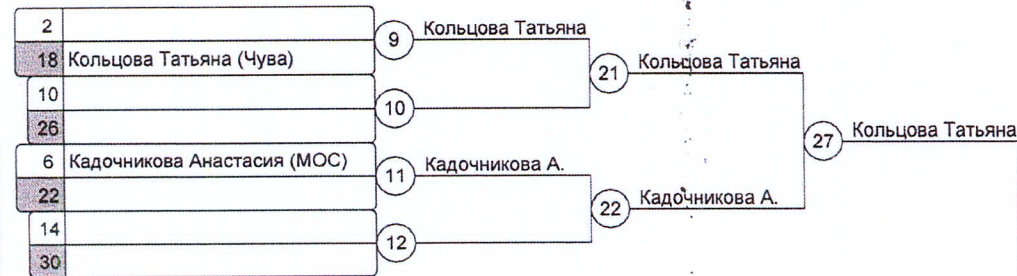 2
9 Кольцова Татьяна
18 Кольцова Татьяна (Чува)
21 Кольцова Татьяна
10
10
26
27 Кольцова Татьяна
6 Кадочникова Анастасия (МОС)
11 Кадочникова А.
22
22 Кадочникова А.
14
12
30